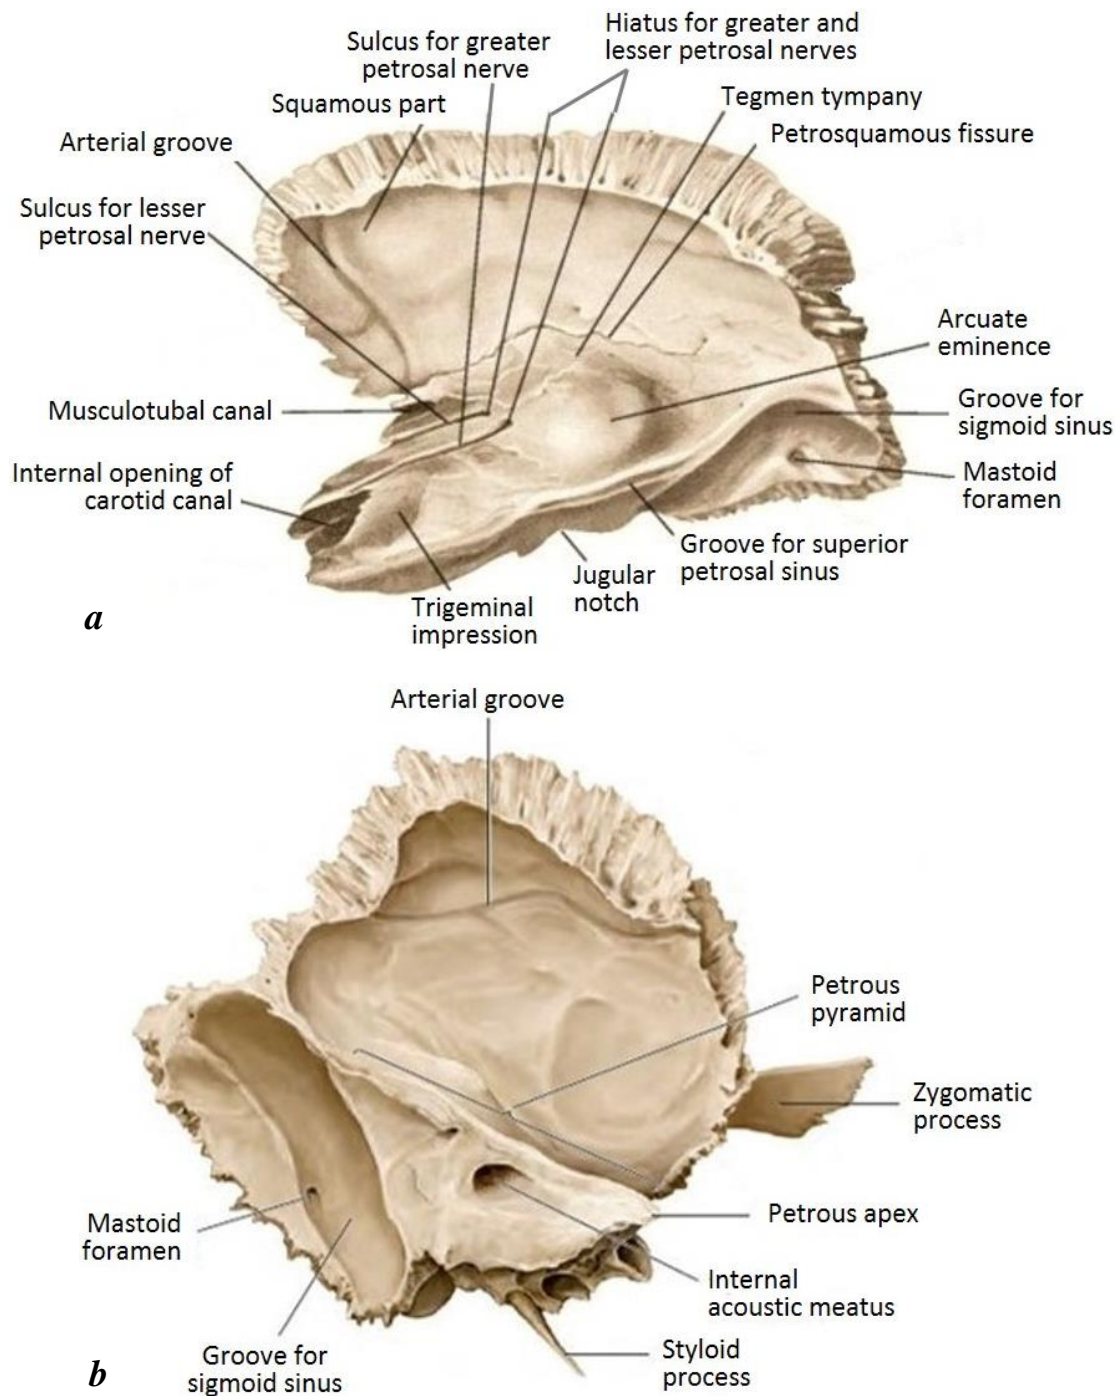 Hiatus for greater and
lesser petrosal nerves
Sulcus for greater
petrosal nerve
Tegmen tympany
Squamous part
Petrosquamous fissure
Arterial groove
Sulcus for lesser
petrosal nerve
Arcuate
eminence
Musculotubal canal
Groove for
sigmoid sinus
Internal opening of
carotid canal
Mastoid
foramen
Groove for superior
petrosal sinus
Jugular
notch
Trigeminal
impression
a
Arterial groove
Petrous
pyramid
Zygomatic
process
Mastoid
foramen
Petrous apex
Internal
acoustic meatus
Groove for
sigmoid sinus
Styloid
process
b